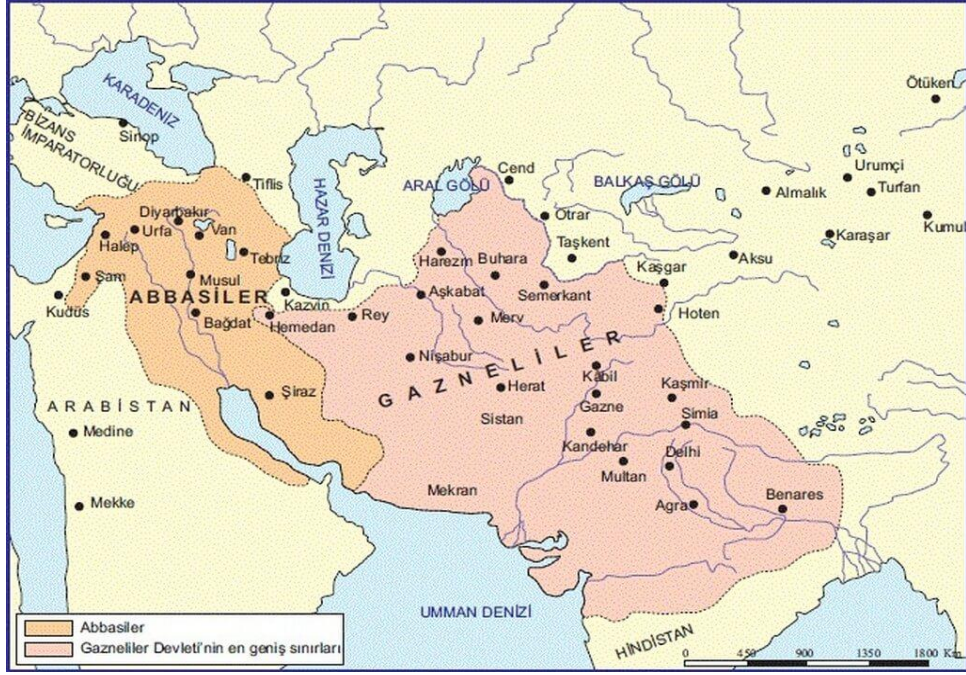 KARADENİZ
BİZANS
İMPARATORLUĞU
Sinop
Tiflis
HAZAR DENİZİ
ARAL GÖLÜ
Cend
BALKAŞ GÖLÜ
Ötüken
Urumçi
Almalık
Turfan
Kumul
Karaşar
Aksu
Otrar
Taşkent
Kaşgar
Hoten
Diyarbakır
Urfa
Van
Halep
Tebriz
Şam
Musul
ABBASİLER
Kudüs
Bağdat
Kazvin
Hemedan
Rey
Harezm
Buhara
Aşkabat
Semerkant
Merv
Nişabur
GAZNELİLER
Herat
Kabil
Gazne
Kaşmir
Sistan
Simla
Kandehar
Delhi
Multan
Şiraz
ARABİSTAN
Medine
Mekke
Mekran
Agra
Benares
UMMAN DENİZİ
HİNDİSTAN
Abbasiler
Gazneliler Devleti'nin en geniş sınırları
0 450 900 1350 1800 Km